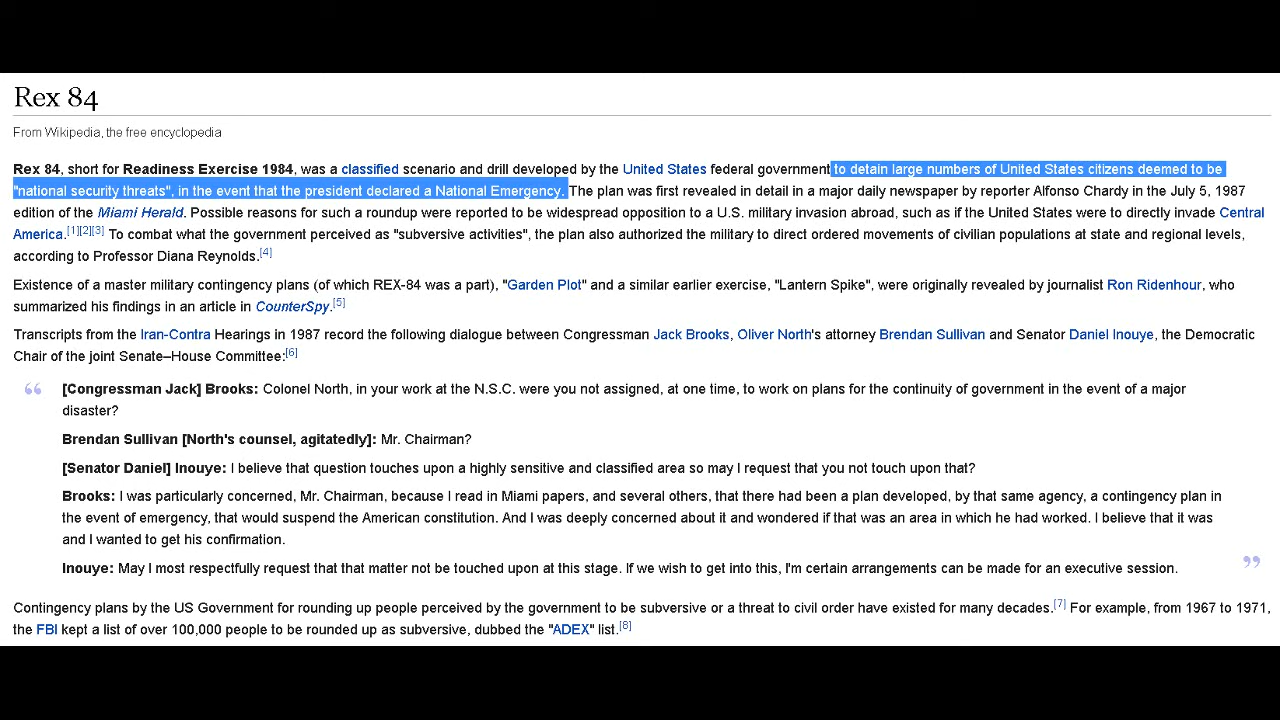 Rex 84
From Wikipedia, the free encyclopedia
Rex 84, short for Readiness Exercise 1984, was a classified scenario and drill developed by the United States federal government to detain large numbers of United States citizens deemed to be
"national security threats", in the event that the president declared a National Emergency. The plan was first revealed in detail in a major daily newspaper by reporter Alfonso Chardy in the July 5, 1987
edition of the Miami Herald. Possible reasons for such a roundup were reported to be widespread opposition to a U.S. military invasion abroad, such as if the United States were to directly invade Central
America.[1][2][3] To combat what the government perceived as "subversive activities", the plan also authorized the military to direct ordered movements of civilian populations at state and regional levels,
according to Professor Diana Reynolds.[4]
Existence of a master military contingency plans (of which REX-84 was a part), "Garden Plot" and a similar earlier exercise, "Lantern Spike", were originally revealed by journalist Ron Ridenhour, who
summarized his findings in an article in CounterSpy.[5]
Transcripts from the Iran-Contra Hearings in 1987 record the following dialogue between Congressman Jack Brooks, Oliver North's attorney Brendan Sullivan and Senator Daniel Inouye, the Democratic
Chair of the joint Senate–House Committee:[6]
“ [Congressman Jack] Brooks: Colonel North, in your work at the N.S.C. were you not assigned, at one time, to work on plans for the continuity of government in the event of a major
disaster?
Brendan Sullivan [North's counsel, agitatedly]: Mr. Chairman?
[Senator Daniel] Inouye: I believe that question touches upon a highly sensitive and classified area so may I request that you not touch upon that?
Brooks: I was particularly concerned, Mr. Chairman, because I read in Miami papers, and several others, that there had been a plan developed, by that same agency, a contingency plan in
the event of emergency, that would suspend the American constitution. And I was deeply concerned about it and wondered if that was an area in which he had worked. I believe that it was
and I wanted to get his confirmation.
Inouye: May I most respectfully request that that matter not be touched upon at this stage. If we wish to get into this, I'm certain arrangements can be made for an executive session. ”
Contingency plans by the US Government for rounding up people perceived by the government to be subversive or a threat to civil order have existed for many decades.[7] For example, from 1967 to 1971,
the FBI kept a list of over 100,000 people to be rounded up as subversive, dubbed the "ADEX" list.[8]